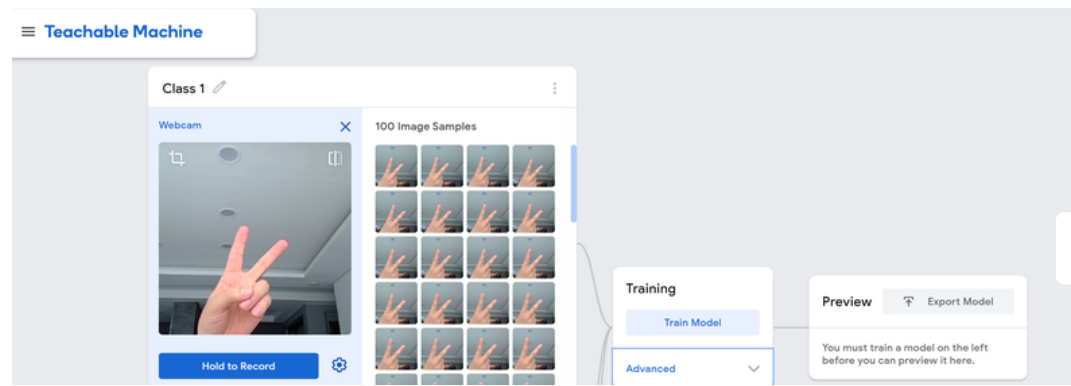 Teachable Machine
Class 1
Webcam
100 Image Samples
Hold to Record
Training
Train Model
Advanced
Preview
Export Model
You must train a model on the left
before you can preview it here.